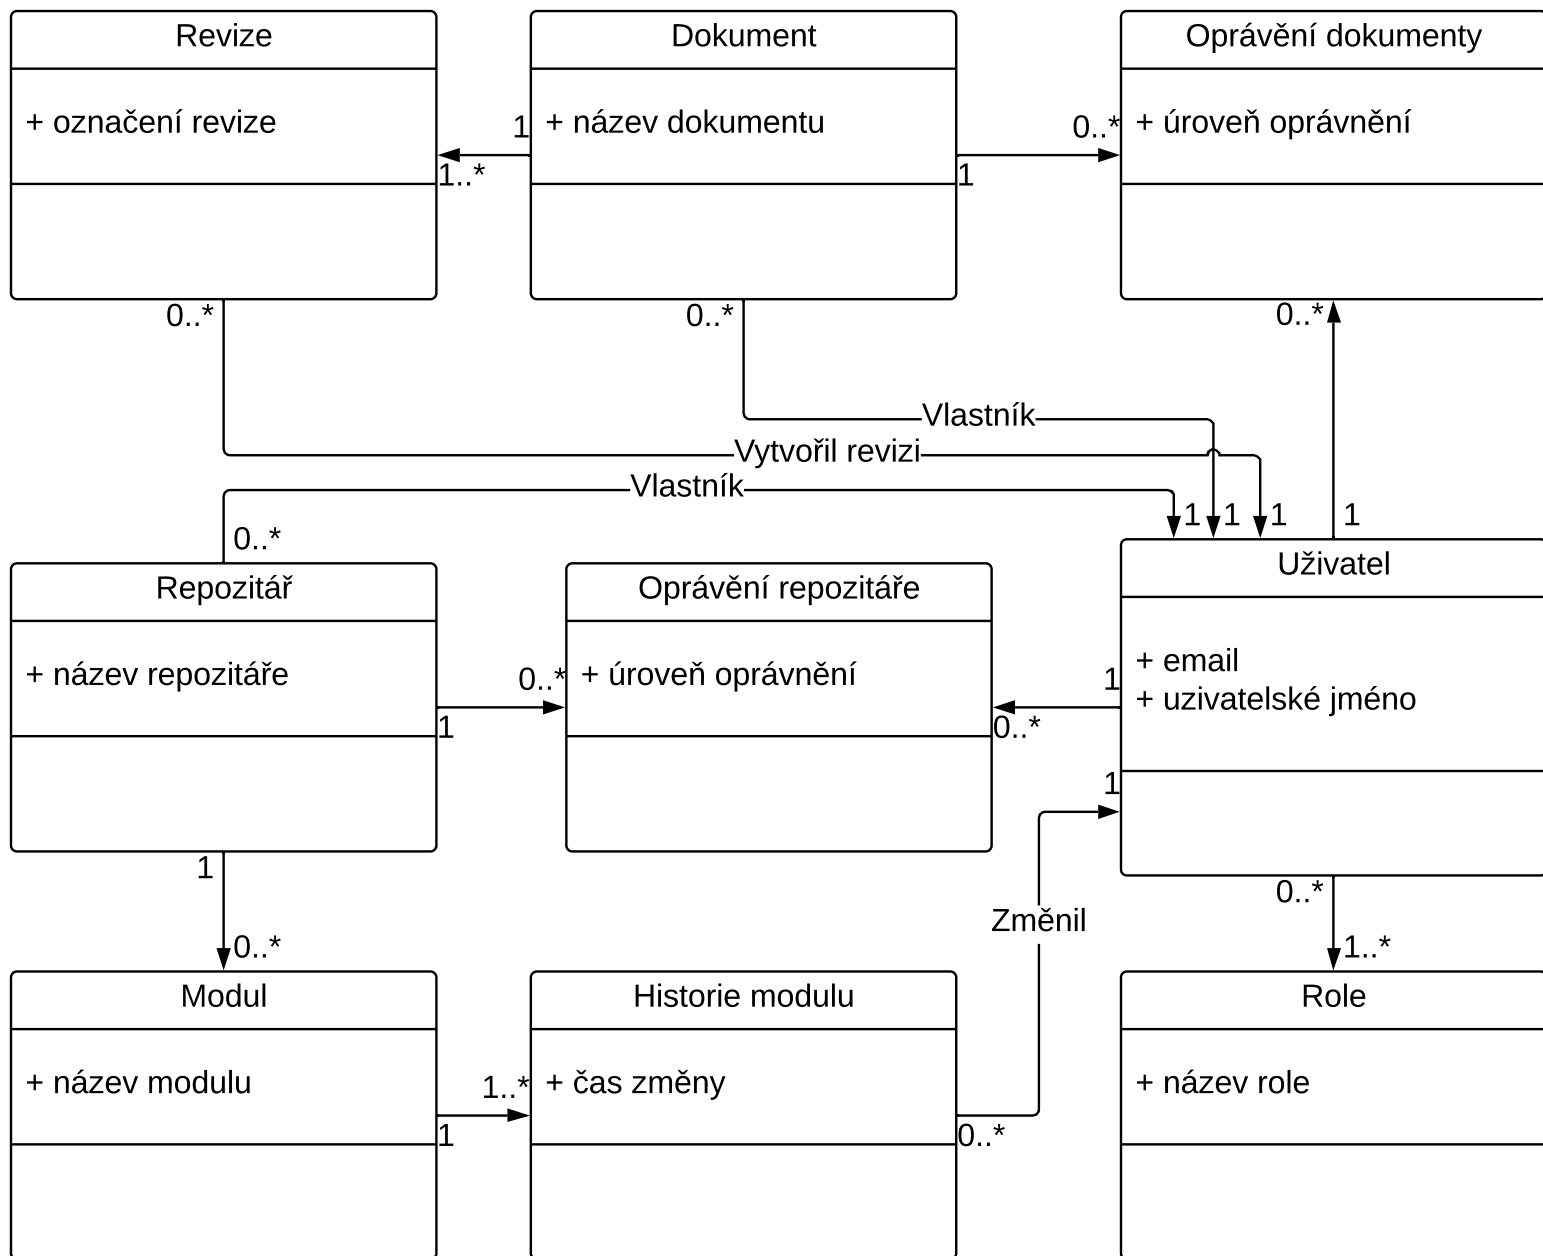 Revize
Dokument
Oprávění dokumenty
+ označení revize
1
+ název dokumentu
0..*
+ úroveň oprávnění
1..*
1
0..*
0..*
0..*
Vlastník
Vytvořil revizi
Vlastník
0..*
1
1
1
1
Repozitář
Oprávění repozitáře
Uživatel
+ název repozitáře
0..*
+ úroveň oprávnění
1
+ email
+ uzivatelské jméno
1
0..*
1
1
0..*
Změnil
0..*
1..*
Modul
Historie modulu
Role
+ název modulu
1..*
+ čas změny
+ název role
1
0..*